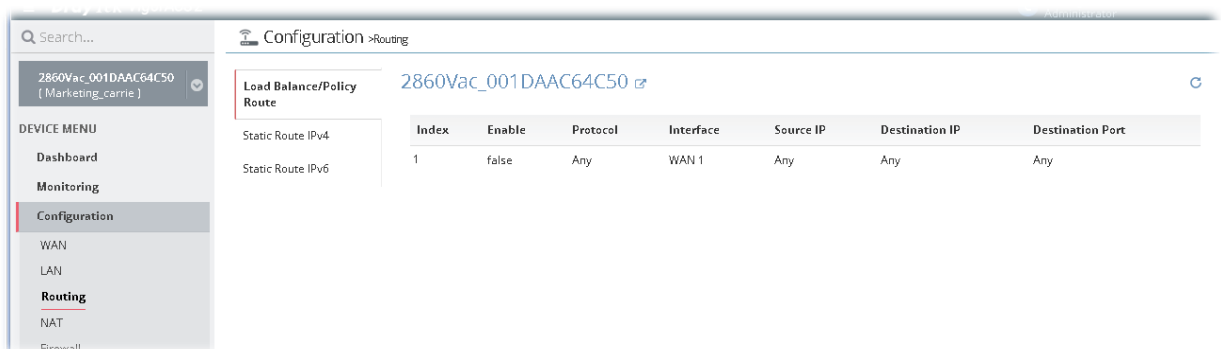 Administrator
Search...
Configuration >Routing
2860Vac_001DAAC64C50
( Marketing_carrie )
DEVICE MENU
Dashboard
Monitoring
Configuration
WAN
LAN
Routing
NAT
Firewall
Load Balance/Policy
Route
Static Route IPv4
Static Route IPv6
2860Vac_001DAAC64C50
Index Enable Protocol Interface Source IP Destination IP Destination Port
1 false Any WAN 1 Any Any Any